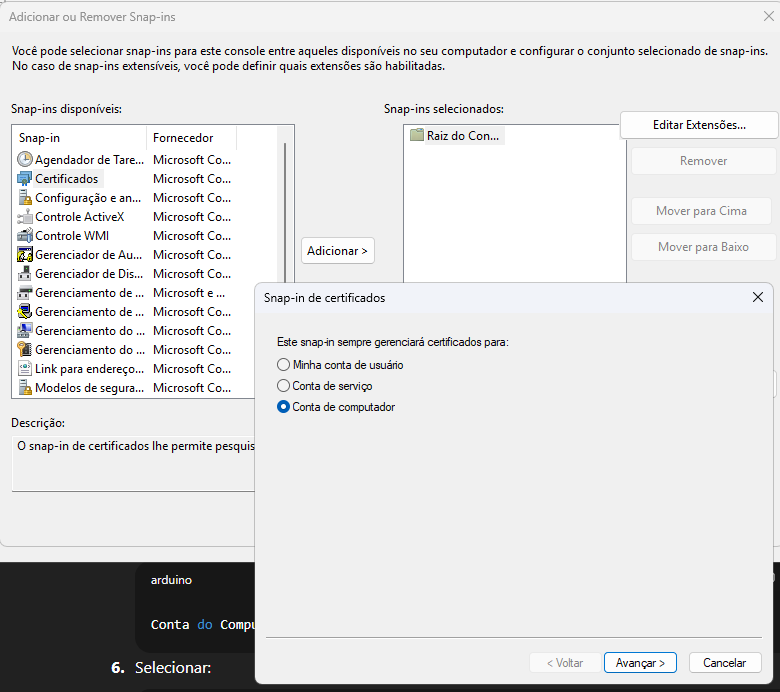 Adicionar ou Remover Snap-ins
Você pode selecionar snap-ins para este console entre aqueles disponíveis no seu computador e configurar o conjunto selecionado de snap-ins.
No caso de snap-ins extensíveis, você pode definir quais extensões são habilitadas.
Snap-ins disponíveis:
Snap-in Fornecedor
Agendador de Tare... Microsoft Co...
Certificados Microsoft Co...
Configuração e an... Microsoft Co...
Controle ActiveX Microsoft Co...
Controle WMI Microsoft Co...
Gerenciador de Au... Microsoft Co...
Gerenciador de Dis... Microsoft Co...
Gerenciamento de ... Microsoft e ...
Gerenciamento de ... Microsoft Co...
Gerenciamento do ... Microsoft Co...
Gerenciamento do ... Microsoft Co...
Link para endereço... Microsoft Co...
Modelos de segura... Microsoft Co...
Adicionar >
Snap-ins selecionados:
Raiz do Con...
Editar Extensões...
Remover
Mover para Cima
Mover para Baixo
Descrição:
O snap-in de certificados lhe permite pesquis
Snap-in de certificados
Este snap-in sempre gerenciará certificados para:
Minha conta de usuário
Conta de serviço
Conta de computador
< Voltar
Avançar >
Cancelar
arduino
Conta do Compu
6. Selecionar: